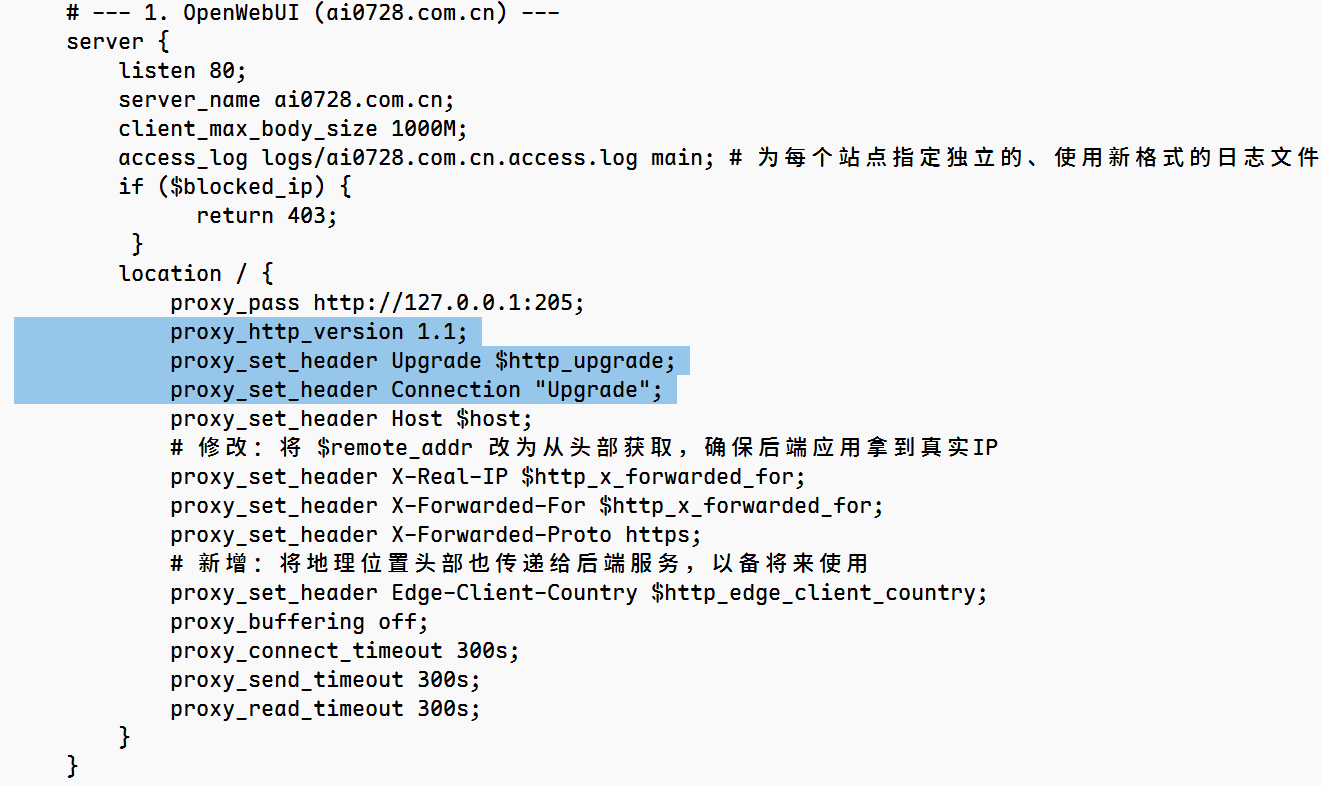 # --- 1. OpenWebUI (ai0728.com.cn) ---
server {
listen 80;
server_name ai0728.com.cn;
client_max_body_size 1000M;
access_log logs/ai0728.com.cn.access.log main; # 为每个站点指定独立的、使用新格式的日志文件
if ($blocked_ip) {
return 403;
}
location / {
proxy_pass http://127.0.0.1:205;
proxy_http_version 1.1;
proxy_set_header Upgrade $http_upgrade;
proxy_set_header Connection "Upgrade";
proxy_set_header Host $host;
# 修改：将 $remote_addr 改为从头部获取，确保后端应用拿到真实IP
proxy_set_header X-Real-IP $http_x_forwarded_for;
proxy_set_header X-Forwarded-For $http_x_forwarded_for;
proxy_set_header X-Forwarded-Proto https;
# 新增：将地理位置头部也传递给后端服务，以备将来使用
proxy_set_header Edge-Client-Country $http_edge_client_country;
proxy_buffering off;
proxy_connect_timeout 300s;
proxy_send_timeout 300s;
proxy_read_timeout 300s;
}
}